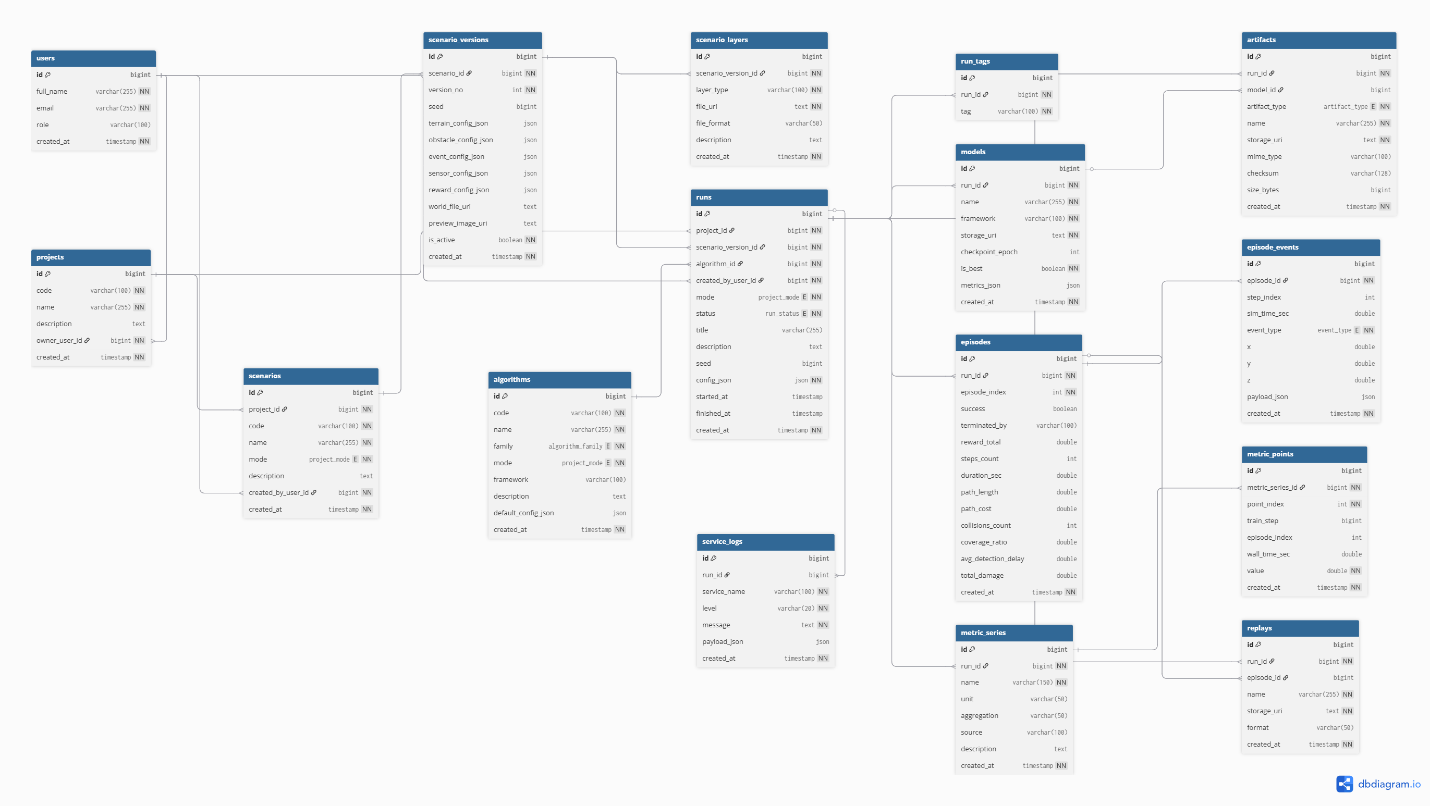 users
id bigint
full_name varchar(255) NN
email varchar(255) NN
role varchar(100)
created_at timestamp NN
projects
id bigint
code varchar(100) NN
name varchar(255) NN
description text
owner_user_id bigint NN
created_at timestamp NN
scenarios
id bigint
project_id bigint NN
code varchar(100) NN
name varchar(255) NN
mode project_mode E NN
description text
created_by_user_id bigint NN
created_at timestamp NN
scenario_versions
id bigint
scenario_id bigint NN
version_no int NN
seed bigint
terrain_config_json json
obstacle_config_json json
event_config_json json
sensor_config_json json
reward_config_json json
world_file_uri text
preview_image_uri text
is_active boolean NN
created_at timestamp NN
algorithms
id bigint
code varchar(100) NN
name varchar(255) NN
family algorithm_family E NN
mode project_mode E NN
framework varchar(100)
description text
default_config_json json
created_at timestamp NN
scenario_layers
id bigint
scenario_version_id bigint NN
layer_type varchar(100) NN
file_uri text NN
file_format varchar(50)
description text
created_at timestamp NN
runs
id bigint
project_id bigint NN
scenario_version_id bigint NN
algorithm_id bigint NN
created_by_user_id bigint NN
mode project_mode E NN
status run_status E NN
title varchar(255)
description text
seed bigint
config_json json NN
started_at timestamp
finished_at timestamp
created_at timestamp NN
service_logs
id bigint
run_id bigint
service_name varchar(100) NN
level varchar(20) NN
message text NN
payload_json json
created_at timestamp NN
run_tags
id bigint
run_id bigint NN
tag varchar(100) NN
models
id bigint
run_id bigint NN
name varchar(255) NN
framework varchar(100) NN
storage_uri text NN
checkpoint_epoch int
is_best boolean NN
metrics_json json
created_at timestamp NN
episodes
id bigint
run_id bigint NN
episode_index int NN
success boolean
terminated_by varchar(100)
reward_total double
steps_count int
duration_sec double
path_length double
path_cost double
collisions_count int
coverage_ratio double
avg_detection_delay double
total_damage double
created_at timestamp NN
metric_series
id bigint
run_id bigint NN
name varchar(150) NN
unit varchar(50)
aggregation varchar(50)
source varchar(100)
description text
created_at timestamp NN
artifacts
id bigint
run_id bigint NN
model_id bigint
artifact_type artifact_type E NN
name varchar(255) NN
storage_uri text NN
mime_type varchar(100)
checksum varchar(128)
size_bytes bigint
created_at timestamp NN
episode_events
id bigint
episode_id bigint NN
step_index int
sim_time_sec double
event_type event_type E NN
x double
y double
z double
payload_json json
created_at timestamp NN
metric_points
id bigint
metric_series_id bigint NN
point_index int NN
train_step bigint
episode_index int
wall_time_sec double
value double NN
created_at timestamp NN
replays
id bigint
run_id bigint NN
episode_id bigint
name varchar(255) NN
storage_uri text NN
format varchar(50)
created_at timestamp NN
dbdiagram.io